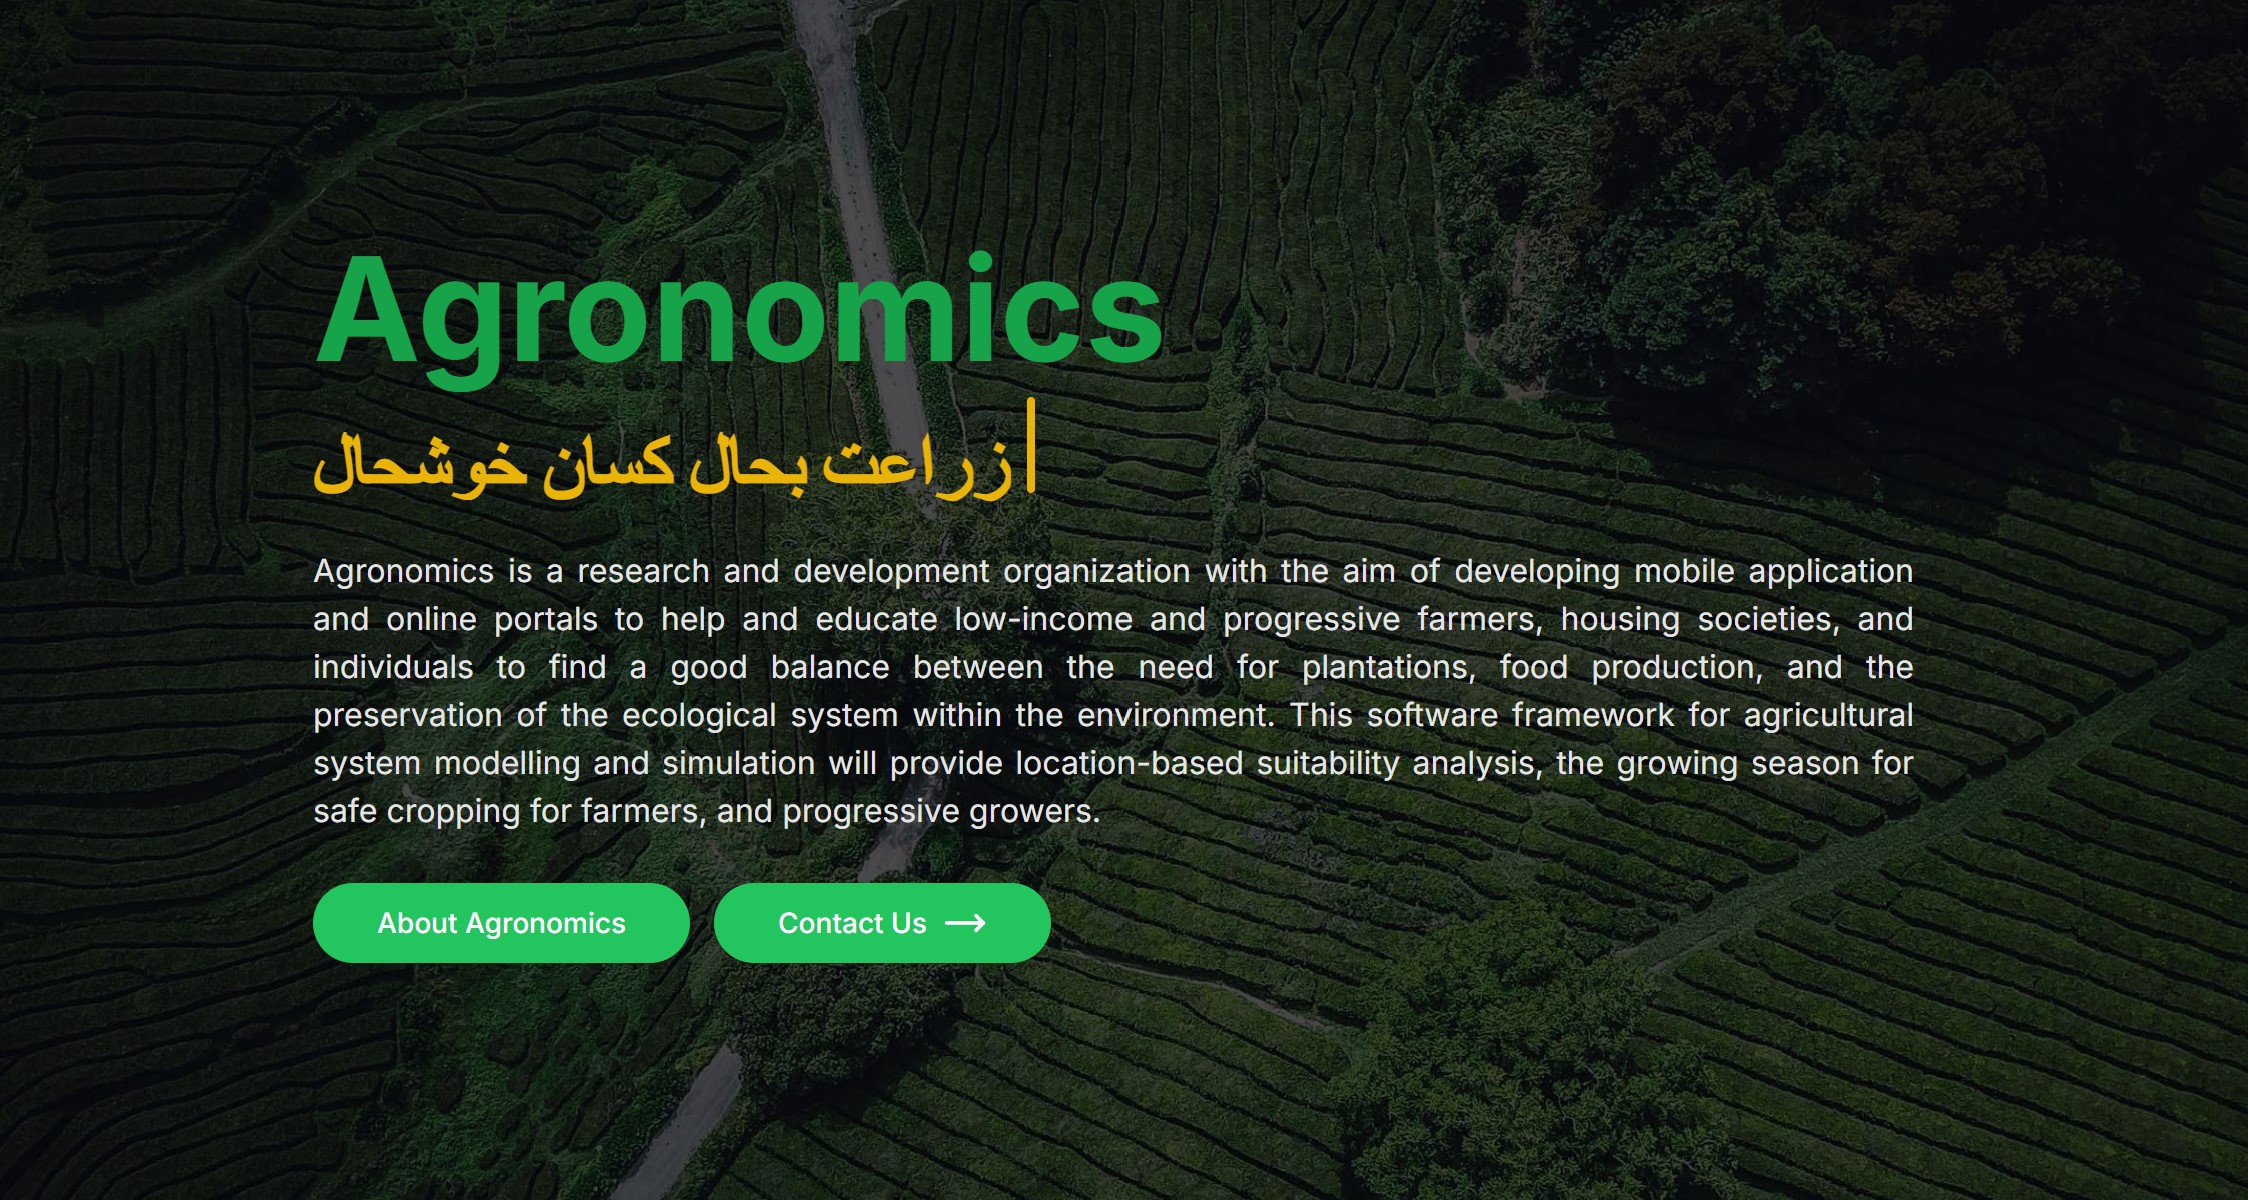 Agronomics
زراعت بحال کسان خوشحال
Agronomics is a research and development organization with the aim of developing mobile application
and online portals to help and educate low-income and progressive farmers, housing societies, and
individuals to find a good balance between the need for plantations, food production, and the
preservation of the ecological system within the environment. This software framework for agricultural
system modelling and simulation will provide location-based suitability analysis, the growing season for
safe cropping for farmers, and progressive growers.
About Agronomics
Contact Us